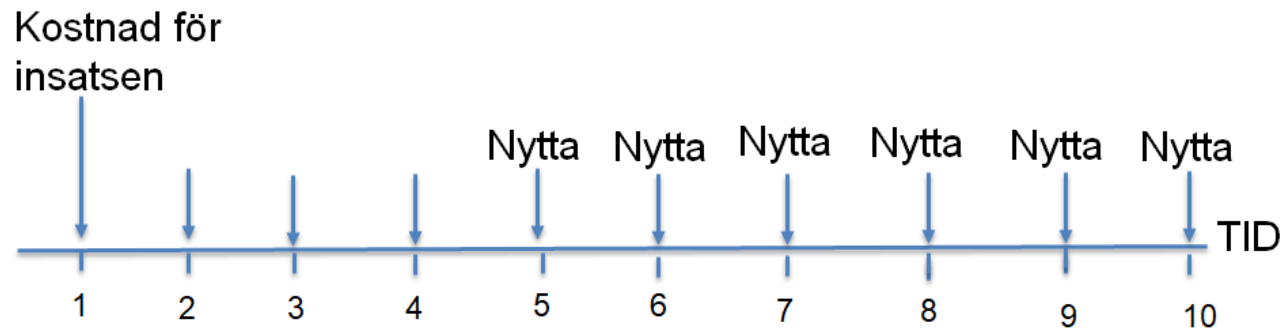 Kostnad för
insatsen
Nytta Nytta Nytta Nytta Nytta Nytta
TID
1 2 3 4 5 6 7 8 9 10